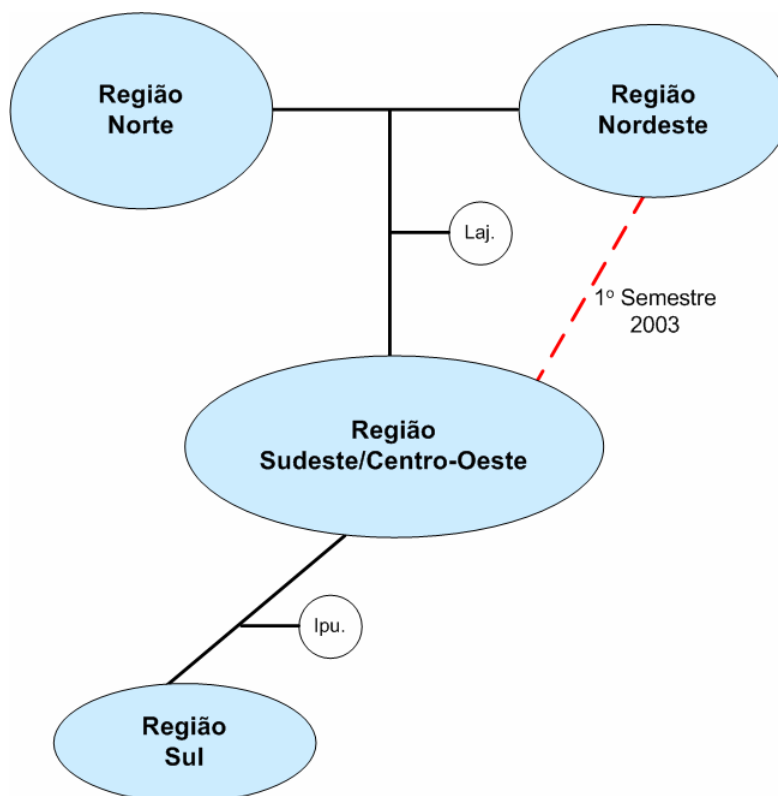 Região
Norte
Região
Nordeste
Laj.
1º Semestre
2003
Região
Sudeste/Centro-Oeste
Ipu.
Região
Sul